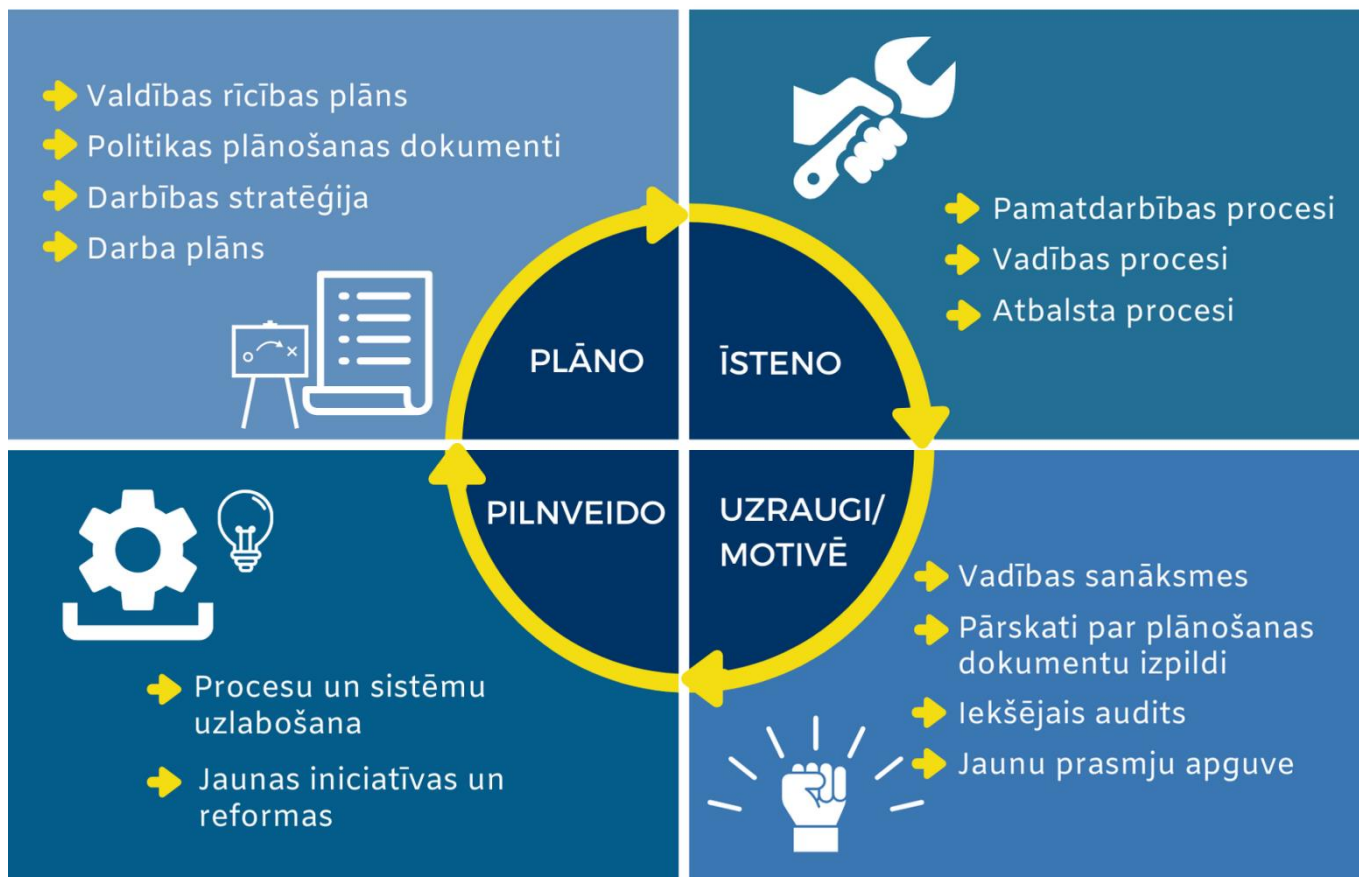 Valdības rīcības plāns
Politikas plānošanas dokumenti
Darbības stratēģija
Darba plāns
PLĀNO
Pamatdarbības procesi
Vadības procesi
Atbalsta procesi
ĪSTENO
PILNVEIDO
Procesu un sistēmu
uzlabošana
Jaunas iniciatīvas un
reformas
UZRAUGI/
MOTIVĒ
Vadības sanāksmes
Pārskati par plānošanas
dokumentu izpildi
Iekšējais audits
Jaunu prasmju apguve